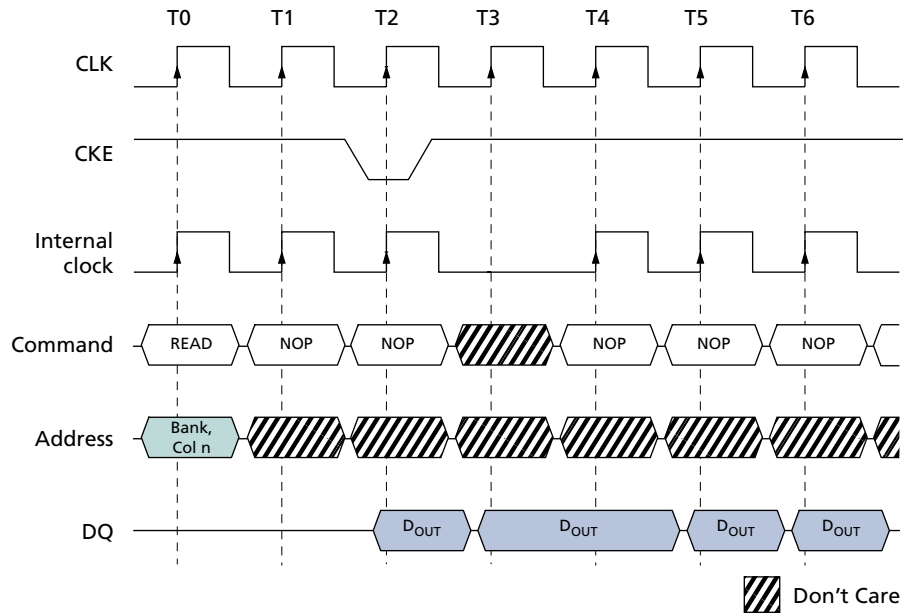 T0 T1 T2 T3 T4 T5 T6
CLK
CKE
Internal
clock
Command READ NOP NOP NOP NOP NOP
Address Bank,
Col n
DQ DOUT DOUT DOUT DOUT
Don't Care